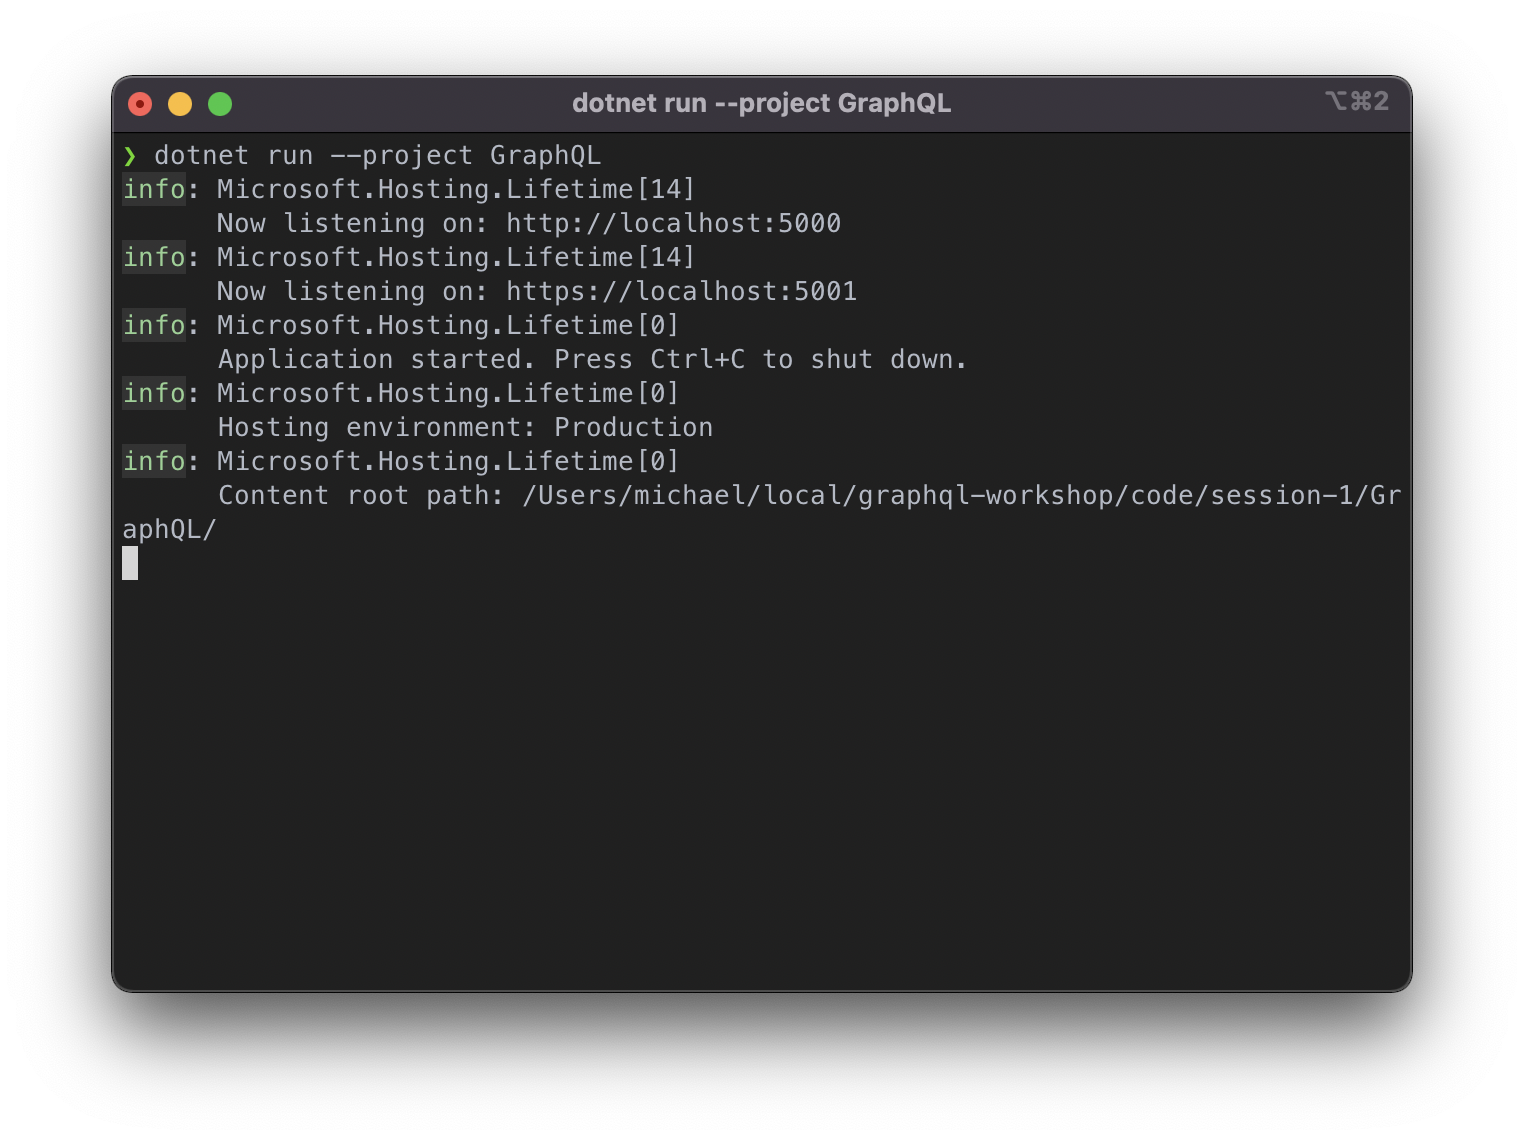 dotnet run --project GraphQL
⌥⌘2
❯ dotnet run --project GraphQL
info: Microsoft.Hosting.Lifetime[14]
      Now listening on: http://localhost:5000
info: Microsoft.Hosting.Lifetime[14]
      Now listening on: https://localhost:5001
info: Microsoft.Hosting.Lifetime[0]
      Application started. Press Ctrl+C to shut down.
info: Microsoft.Hosting.Lifetime[0]
      Hosting environment: Production
info: Microsoft.Hosting.Lifetime[0]
      Content root path: /Users/michael/local/graphql-workshop/code/session-1/Gr
aphQL/